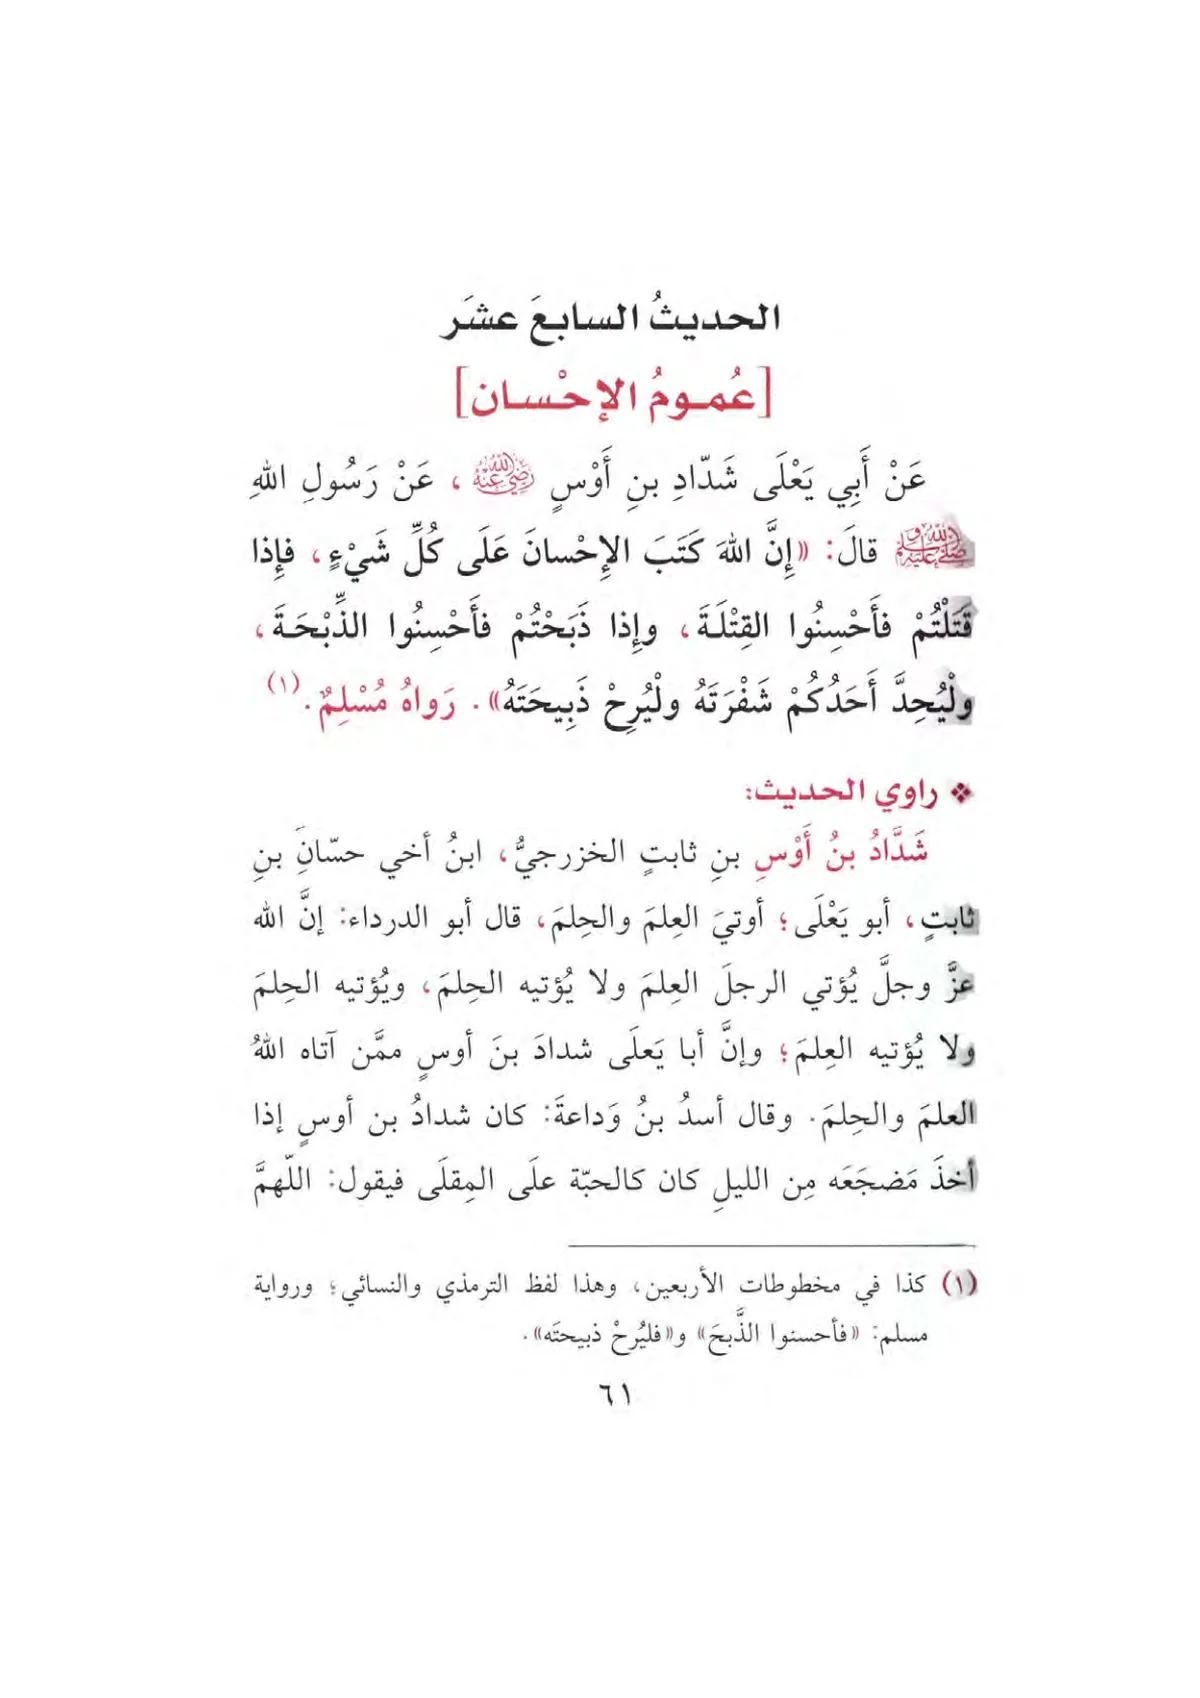 الحديثُ السابعَ عشَر
[عُمومُ الإحْسان]
عَنْ أَبِي يَعْلَى شَدّادِ بنِ أَوْسٍ ﵁، عَنْ رَسُولِ اللهِ
ﷺ قالَ: «إِنَّ اللهَ كَتَبَ الإِحْسانَ عَلَى كُلِّ شَيْءٍ، فإِذا
قَتَلْتُمْ فأَحْسِنُوا القِتْلَةَ، وإِذا ذَبَحْتُمْ فأَحْسِنُوا الذِّبْحَةَ،
ولْيُحِدَّ أَحَدُكُمْ شَفْرَتَهُ ولْيُرِحْ ذَبِيحَتَهُ». رَواهُ مُسْلِمٌ.(١)
❖ راوي الحديث:
شَدَّادُ بنُ أَوْسِ بنِ ثابتٍ الخزرجيُّ، ابنُ أخي حسّانَِ بنِ
ثابتٍ، أبو يَعْلَى؛ أوتيَ العِلمَ والحِلمَ، قال أبو الدرداء: إنَّ الله
عزَّ وجلَّ يُؤتي الرجلَ العِلمَ ولا يُؤتيه الحِلمَ، ويُؤتيه الحِلمَ
ولا يُؤتيه العِلمَ؛ وإنَّ أبا يَعلَى شدادَ بنَ أوسٍ ممَّن آتاه اللهُ
العلمَ والحِلمَ. وقال أسدُ بنُ وَداعةَ: كان شدادُ بن أوسٍ إذا
أخذَ مَضجَعَه مِن الليلِ كان كالحبّة علَى المِقلَى فيقول: اللّهمَّ
(١) كذا في مخطوطات الأربعين، وهذا لفظ الترمذي والنسائي؛ ورواية
مسلم: «فأحسنوا الذَّبحَ» و«فليُرحْ ذبيحتَه».
٦١